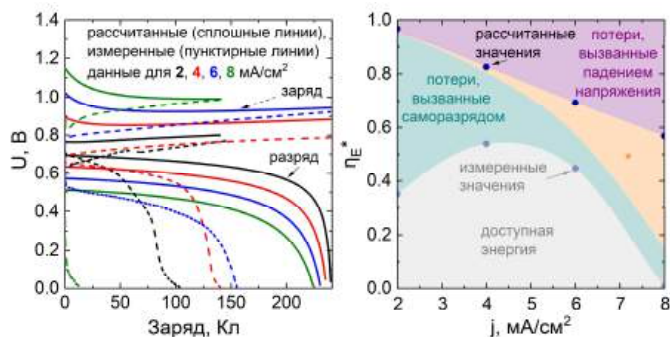 рассчитанные (сплошные линии),
измеренные (пунктирные линии)
данные для 2, 4, 6, 8 мА/см²
заряд
разряд
U, В
1.4
1.2
1.0
0.8
0.6
0.4
0.2
0.0
0 50 100 150 200
Заряд, Кл
рассчитанные
значения
потери,
вызванные
падением
напряжения
потери,
вызванные
саморазрядом
измеренные
значения
доступная
энергия
ηE*
1.0
0.8
0.6
0.4
0.2
0.0
2 4 6 8
j, мА/см²